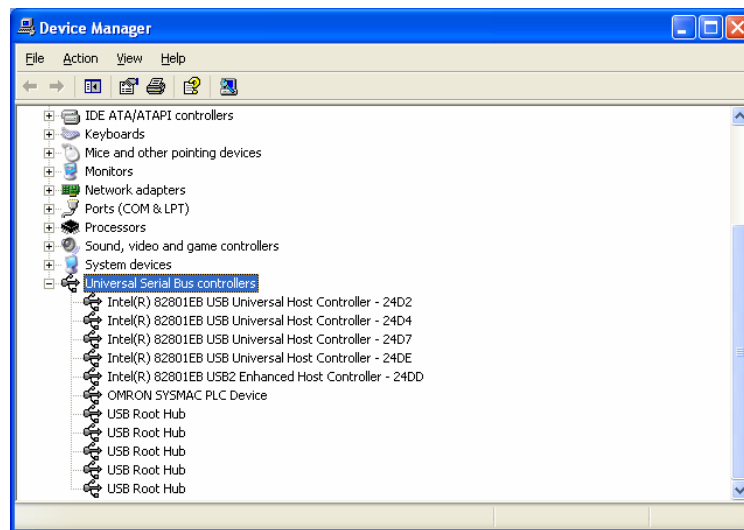 Device Manager
File Action View Help
IDE ATA/ATAPI controllers
Keyboards
Mice and other pointing devices
Monitors
Network adapters
Ports (COM & LPT)
Processors
Sound, video and game controllers
System devices
Universal Serial Bus controllers
Intel(R) 82801EB USB Universal Host Controller - 24D2
Intel(R) 82801EB USB Universal Host Controller - 24D4
Intel(R) 82801EB USB Universal Host Controller - 24D7
Intel(R) 82801EB USB Universal Host Controller - 24DE
Intel(R) 82801EB USB2 Enhanced Host Controller - 24DD
OMRON SYSMAC PLC Device
USB Root Hub
USB Root Hub
USB Root Hub
USB Root Hub
USB Root Hub